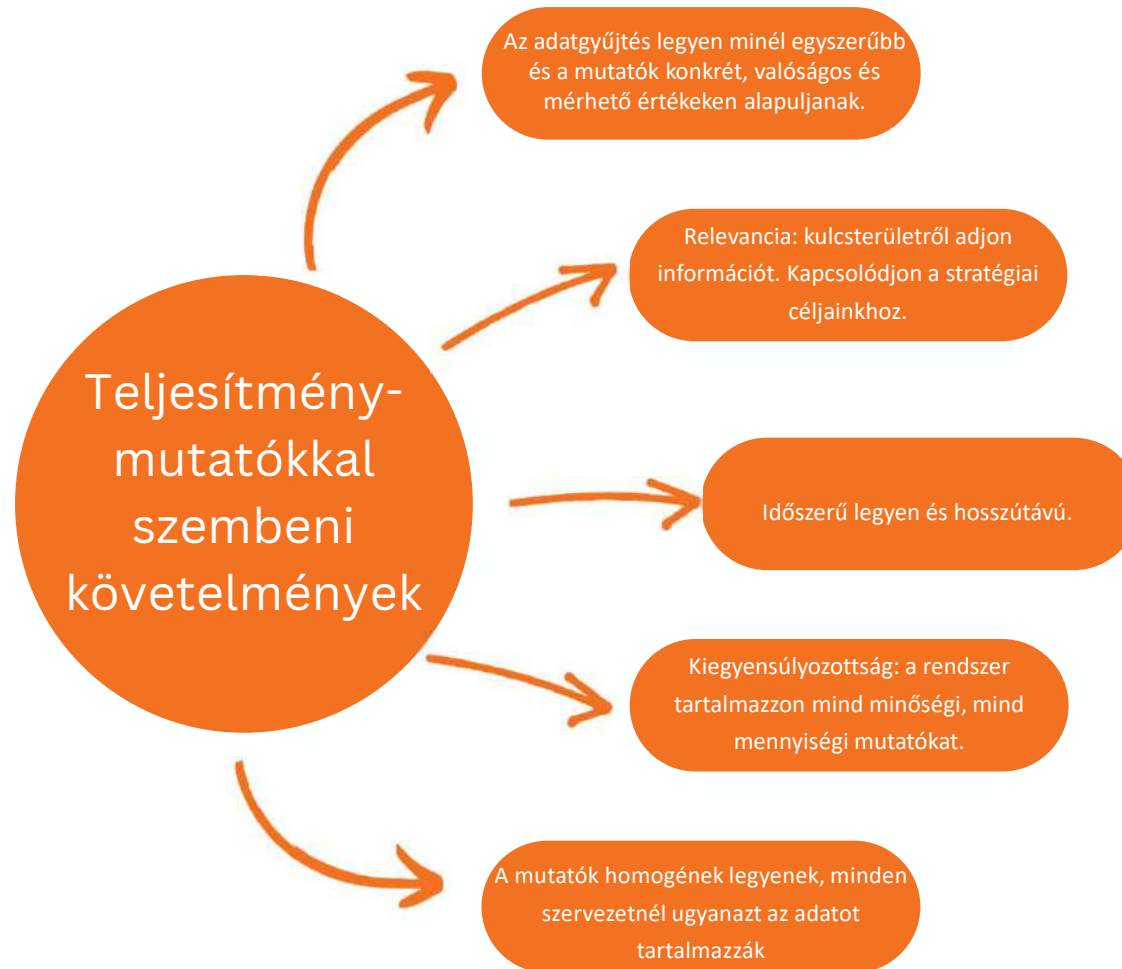 Az adatgyűjtés legyen minél egyszerűbb
és a mutatók konkrét, valóságos és
mérhető értékeken alapuljanak.
Relevancia: kulcsterületről adjon
információt. Kapcsolódjon a stratégiai
céljainkhoz.
Teljesítmény-
mutatókkal
szembeni
követelmények
Időszerű legyen és hosszútávú.
Kiegyensúlyozottság: a rendszer
tartalmazzon mind minőségi, mind
mennyiségi mutatókat.
A mutatók homogének legyenek, minden
szervezetnél ugyanazt az adatot
tartalmazzák